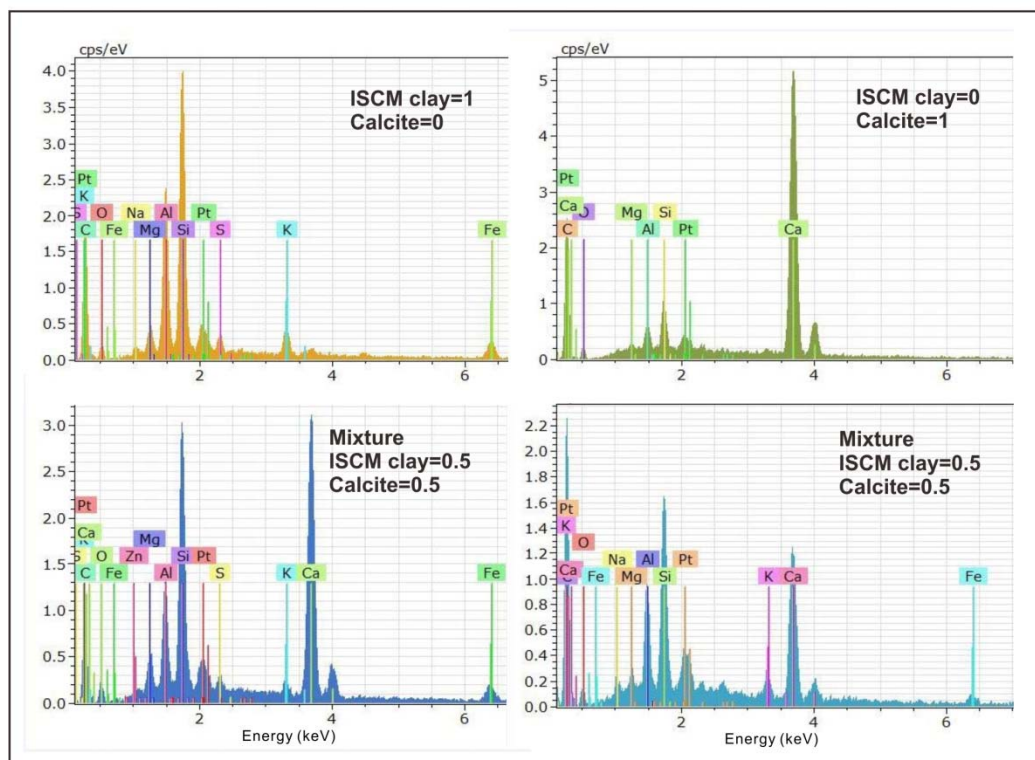 cps/eV
4.0
3.5
3.0
2.5
2.0
1.5
1.0
0.5
0.0
ISCM clay=1
Calcite=0
Pt
K
S O Na Al Pt S K Fe
C Fe Mg Si
2 4 6
cps/eV
5
4
3
2
1
0
ISCM clay=0
Calcite=1
Pt
Ca O Mg Si
C Al Pt Ca
2 4 6
3.0
2.5
2.0
1.5
1.0
0.5
0.0
Mixture
ISCM clay=0.5
Calcite=0.5
Pt
Ca Mg
K
S O Zn Si Pt S K Ca Fe
C Fe Al
2 4 6
Energy (keV)
2.2
2.0
1.8
1.6
1.4
1.2
1.0
0.8
0.6
0.4
0.2
0.0
Mixture
ISCM clay=0.5
Calcite=0.5
Pt
K
O Na Al Pt
Ca
C Fe Mg Si K Ca Fe
2 4 6
Energy (keV)